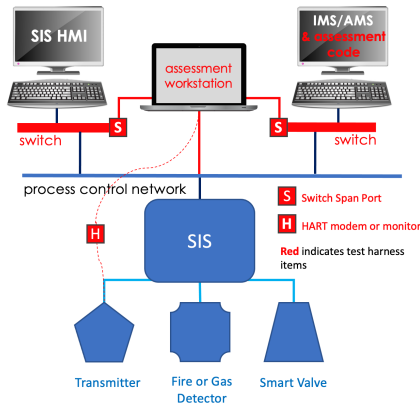 SIS HMI
assessment
workstation
IMS/AMS
& assessment
code
S
S
switch
switch
process control network
S
Switch Span Port
H
HART modem or monitor
H
Red indicates test harness
items
SIS
Transmitter
Fire or Gas
Detector
Smart Valve